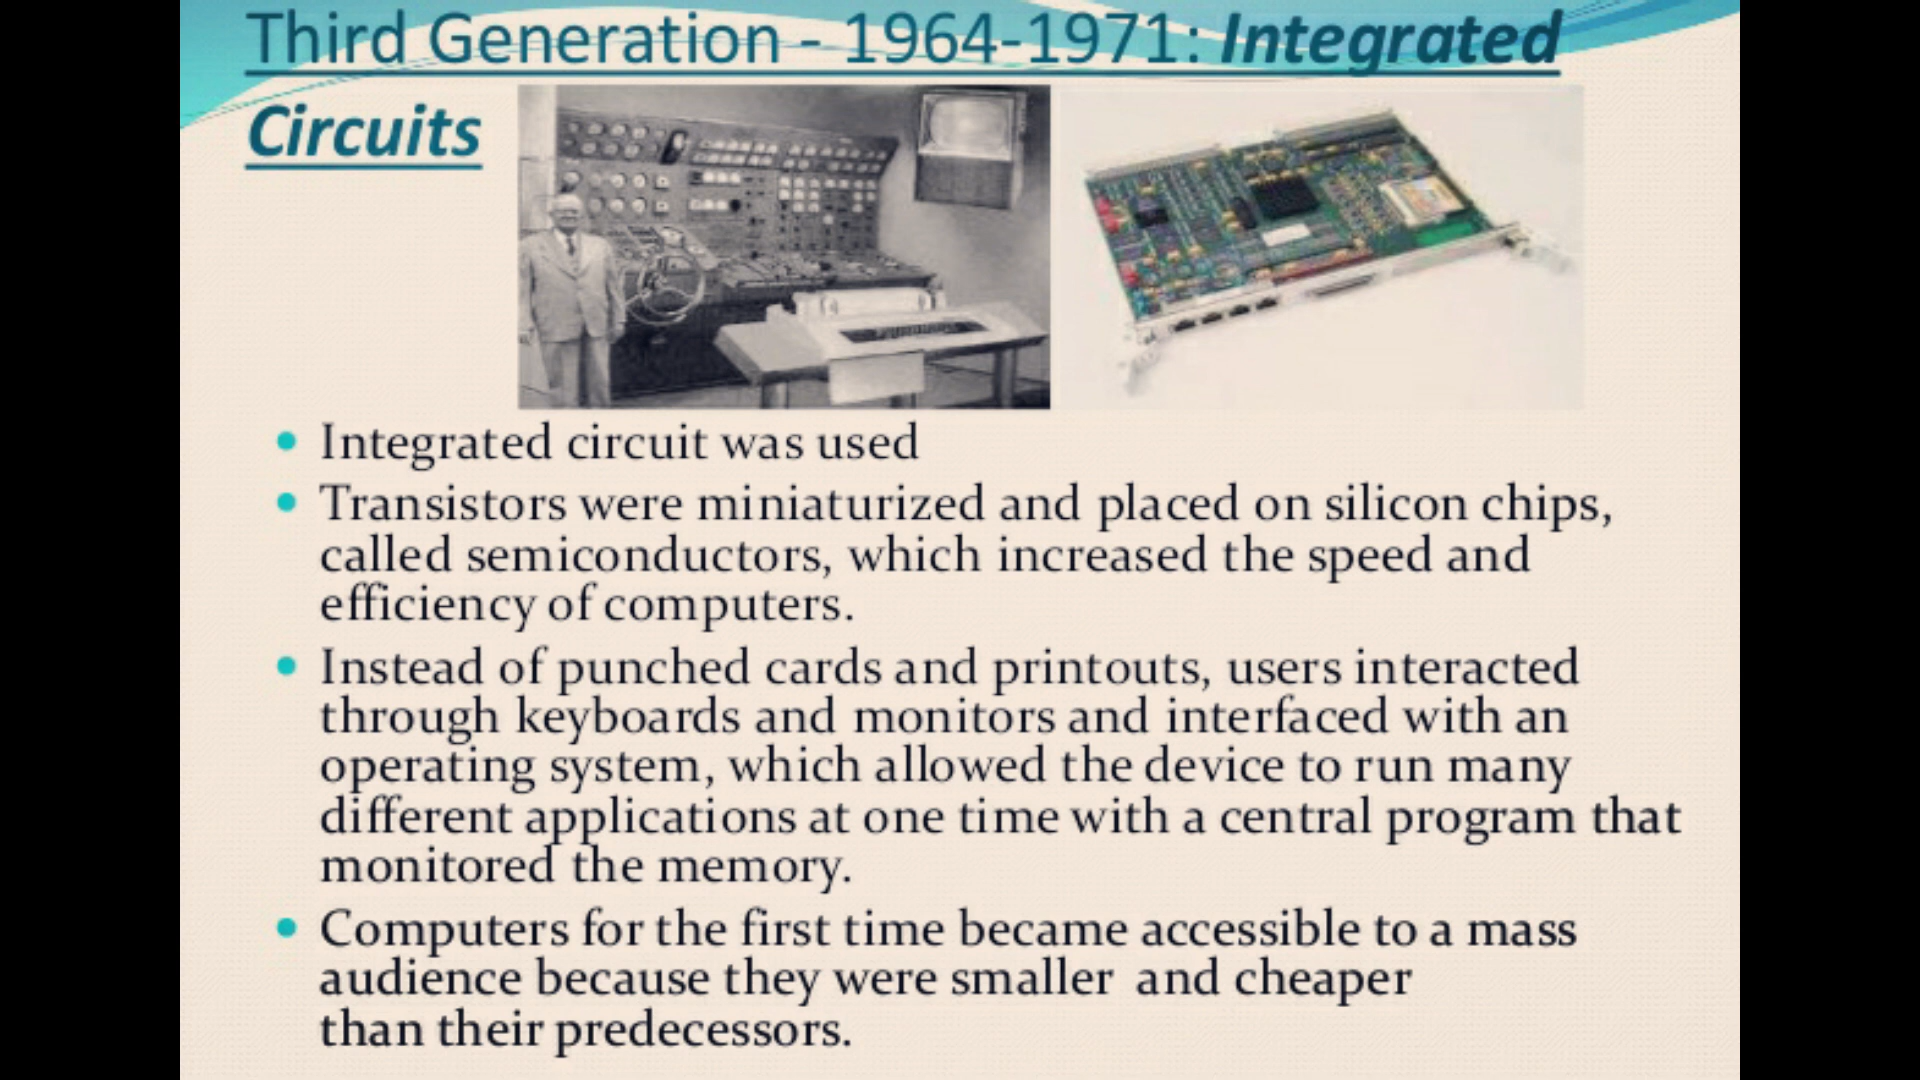 Third Generation - 1964-1971: Integrated
Circuits
• Integrated circuit was used
• Transistors were miniaturized and placed on silicon chips,
called semiconductors, which increased the speed and
efficiency of computers.
• Instead of punched cards and printouts, users interacted
through keyboards and monitors and interfaced with an
operating system, which allowed the device to run many
different applications at one time with a central program that
monitored the memory.
• Computers for the first time became accessible to a mass
audience because they were smaller and cheaper
than their predecessors.